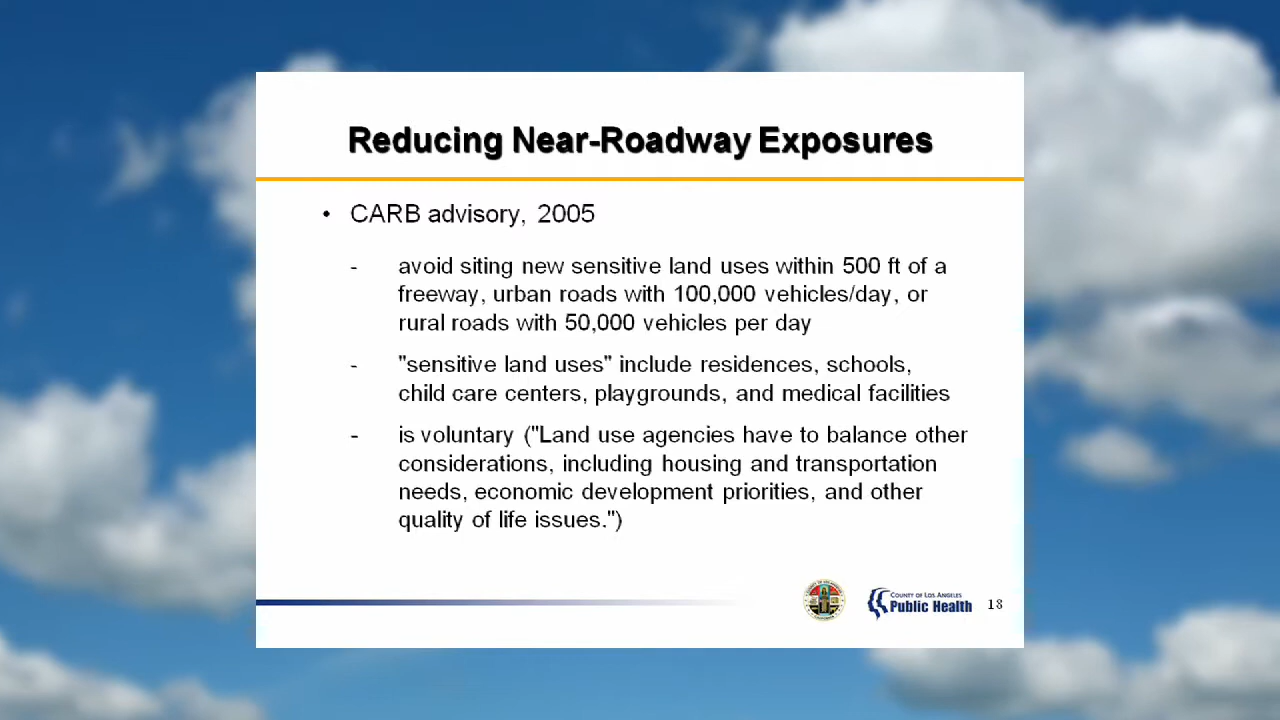 Reducing Near-Roadway Exposures
• CARB advisory, 2005
- avoid siting new sensitive land uses within 500 ft of a
freeway, urban roads with 100,000 vehicles/day, or
rural roads with 50,000 vehicles per day
- "sensitive land uses" include residences, schools,
child care centers, playgrounds, and medical facilities
- is voluntary ("Land use agencies have to balance other
considerations, including housing and transportation
needs, economic development priorities, and other
quality of life issues.")
COUNTY OF LOS ANGELES
Public Health
18